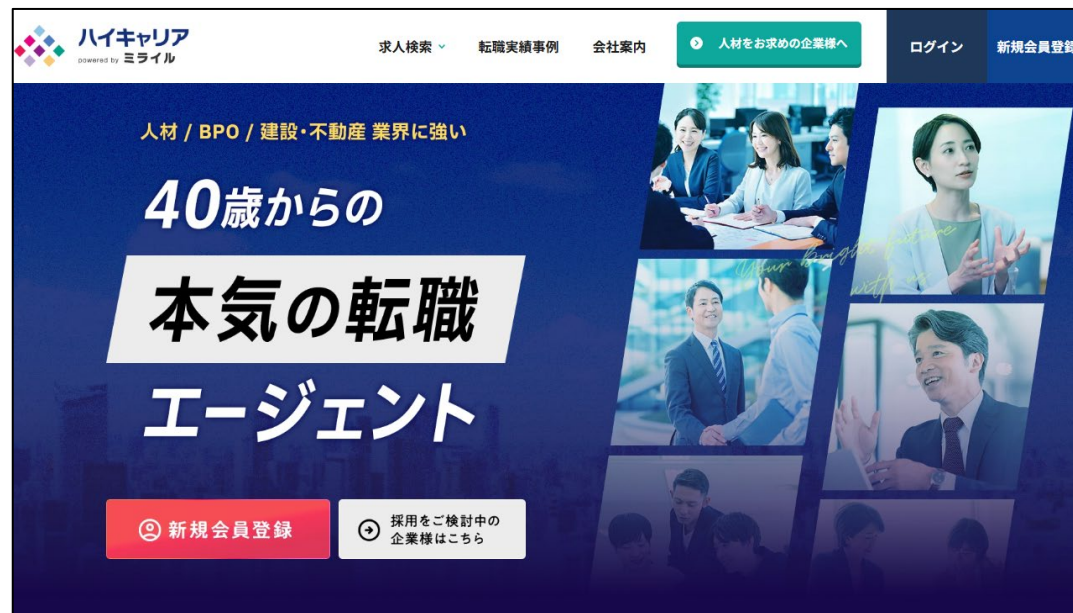 ハイキャリア
powered by ミライル
求人検索
転職実績事例
会社案内
人材をお求めの企業様へ
ログイン
新規会員登録
人材 / BPO / 建設・不動産 業界に強い
40歳からの
本気の転職
エージェント
Your Bright future
with us
新規会員登録
採用をご検討中の
企業様はこちら